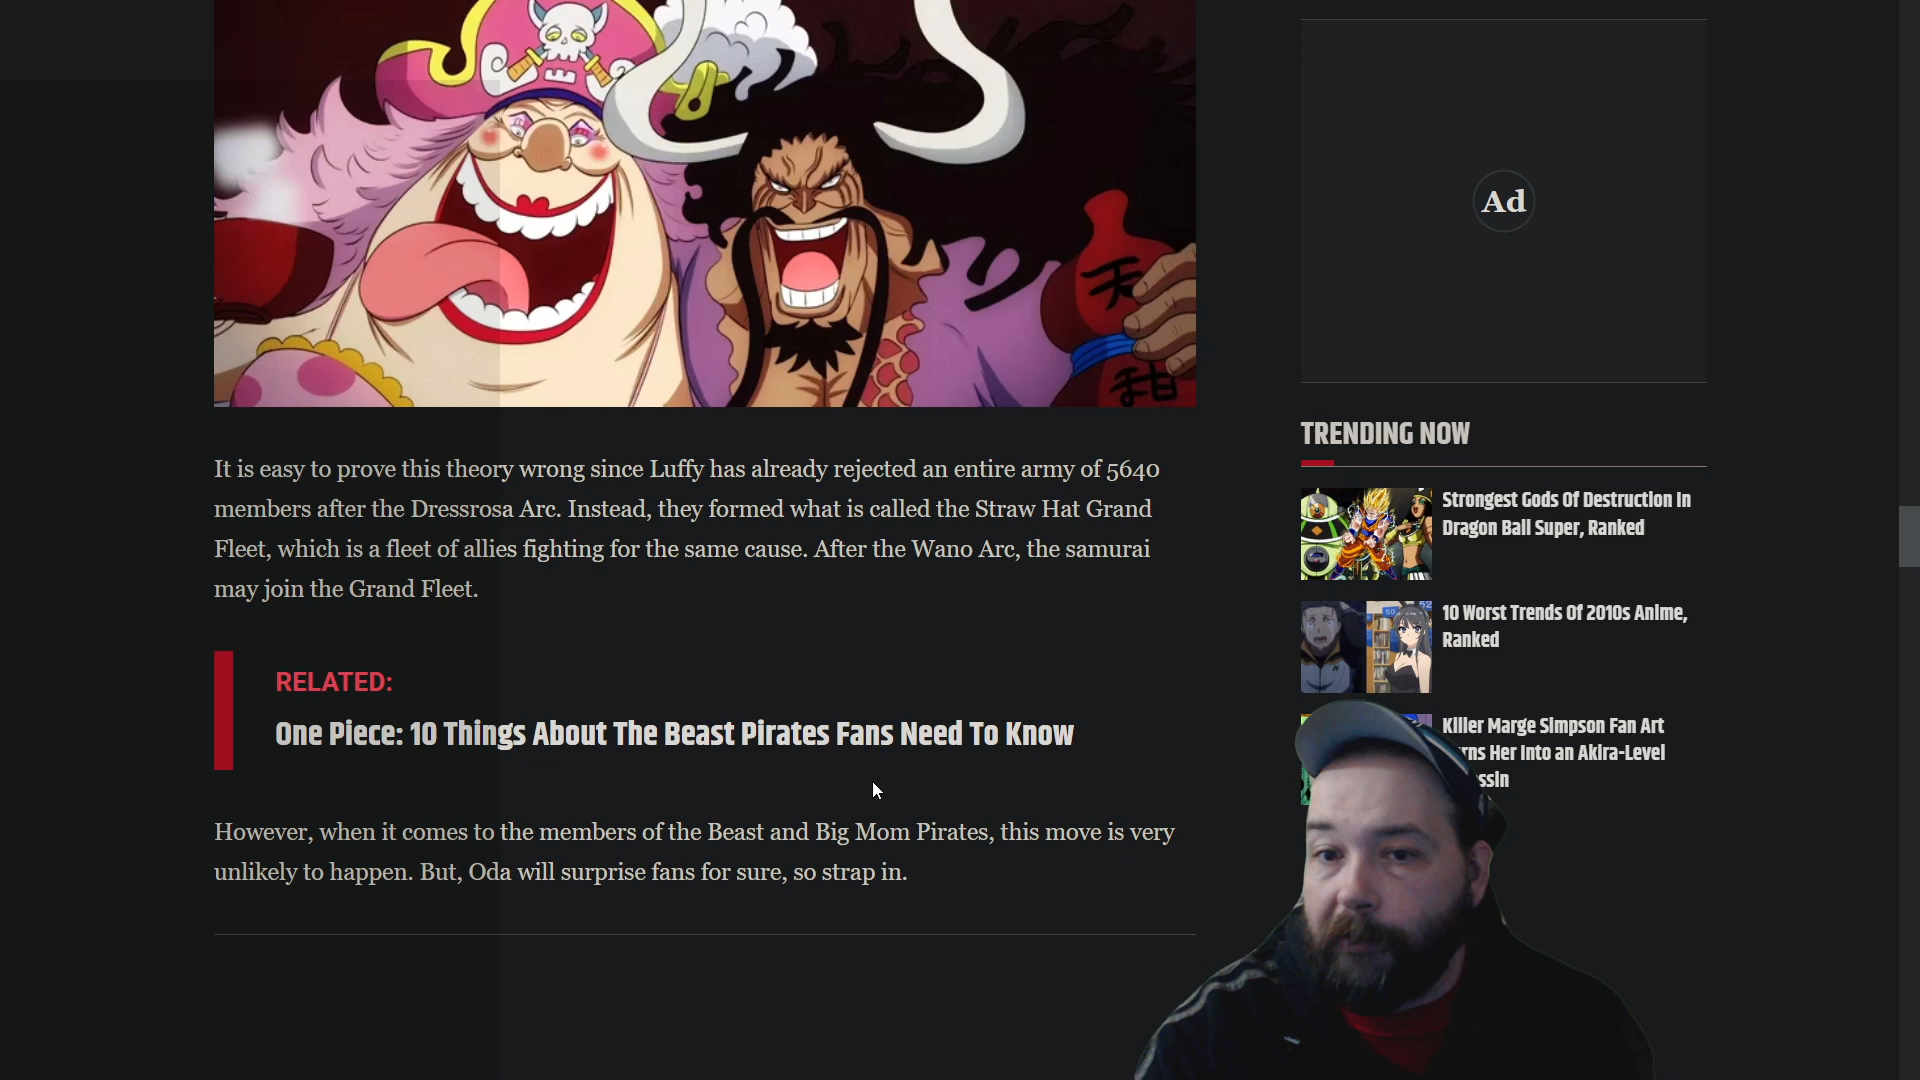 天
甘
It is easy to prove this theory wrong since Luffy has already rejected an entire army of 5640
members after the Dressrosa Arc. Instead, they formed what is called the Straw Hat Grand
Fleet, which is a fleet of allies fighting for the same cause. After the Wano Arc, the samurai
may join the Grand Fleet.
RELATED:
One Piece: 10 Things About The Beast Pirates Fans Need To Know
However, when it comes to the members of the Beast and Big Mom Pirates, this move is very
unlikely to happen. But, Oda will surprise fans for sure, so strap in.
Ad
TRENDING NOW
Strongest Gods Of Destruction In
Dragon Ball Super, Ranked
10 Worst Trends Of 2010s Anime,
Ranked
Killer Marge Simpson Fan Art
Her Into an Akira-Level